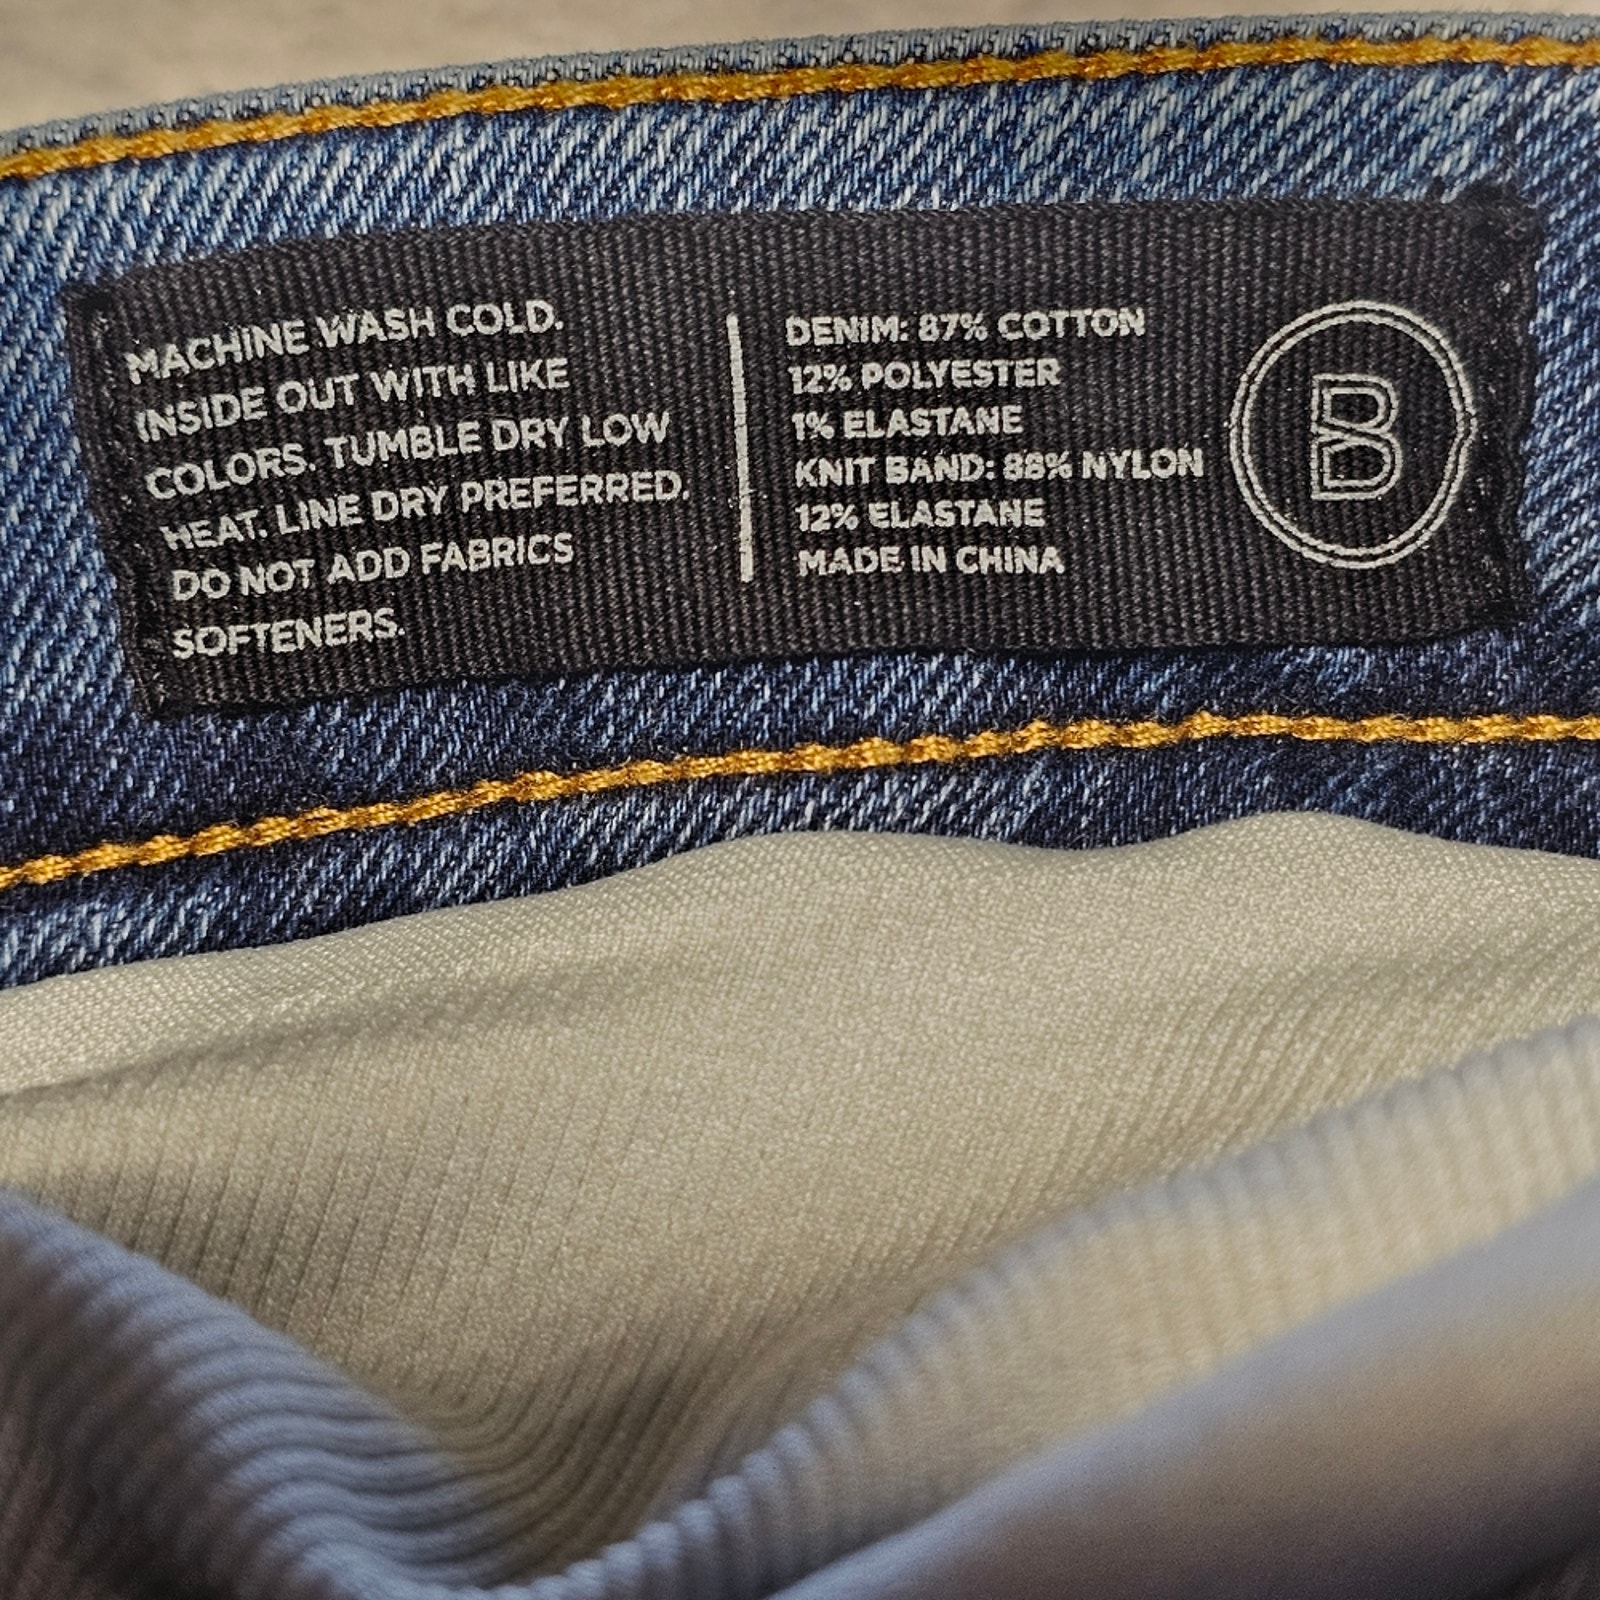 MACHINE WASH COLD.
INSIDE OUT WITH LIKE
COLORS. TUMBLE DRY LOW
HEAT. LINE DRY PREFERRED.
DO NOT ADD FABRICS
SOFTENERS.
DENIM: 87% COTTON
12% POLYESTER
1% ELASTANE
KNIT BAND: 88% NYLON
12% ELASTANE
MADE IN CHINA
B